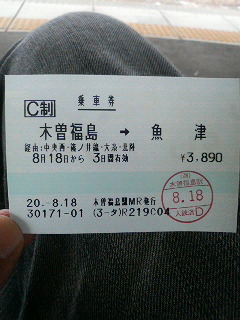 C制 乗車券
木曽福島 → 魚津
経由:中央西・篠ノ井線・大糸・北陸
8月18日から 3日間有効 ¥3,890
木曽福島駅
8.18
入鋏済D
20.-8.18 木曽福島駅MR発行
30171-01 (3-タ)R219C04